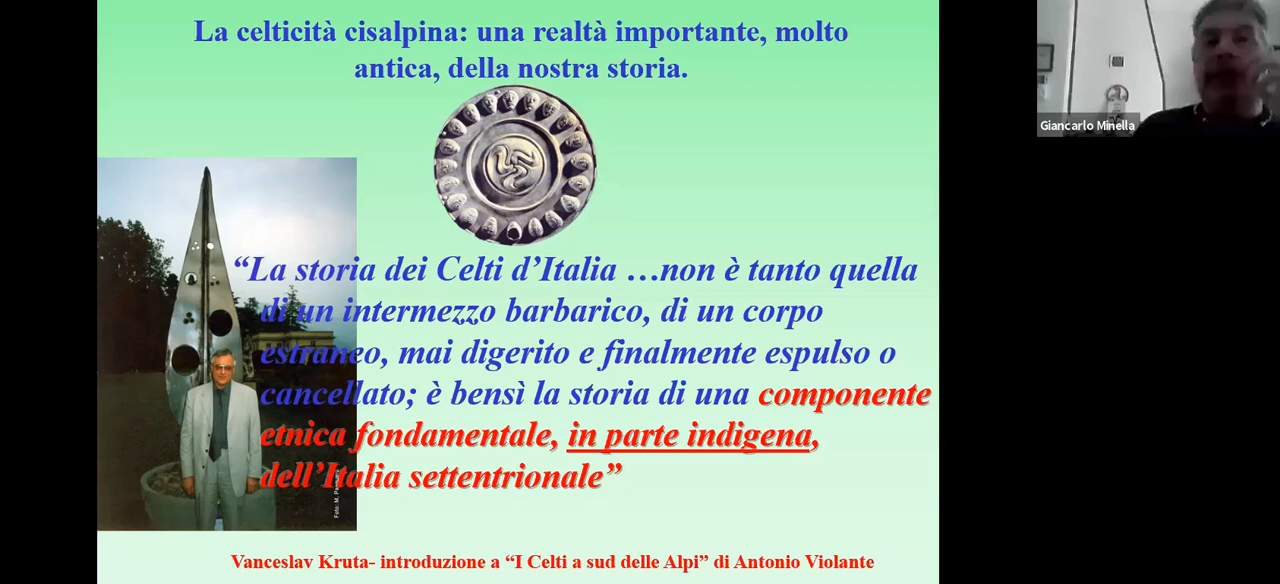 La celticità cisalpina: una realtà importante, molto
antica, della nostra storia.
Giancarlo Minella
“La storia dei Celti d’Italia …non è tanto quella
di un intermezzo barbarico, di un corpo
estraneo, mai digerito e finalmente espulso o
cancellato; è bensì la storia di una componente
etnica fondamentale, in parte indigena,
dell’Italia settentrionale”
Vanceslav Kruta- introduzione a “I Celti a sud delle Alpi” di Antonio Violante